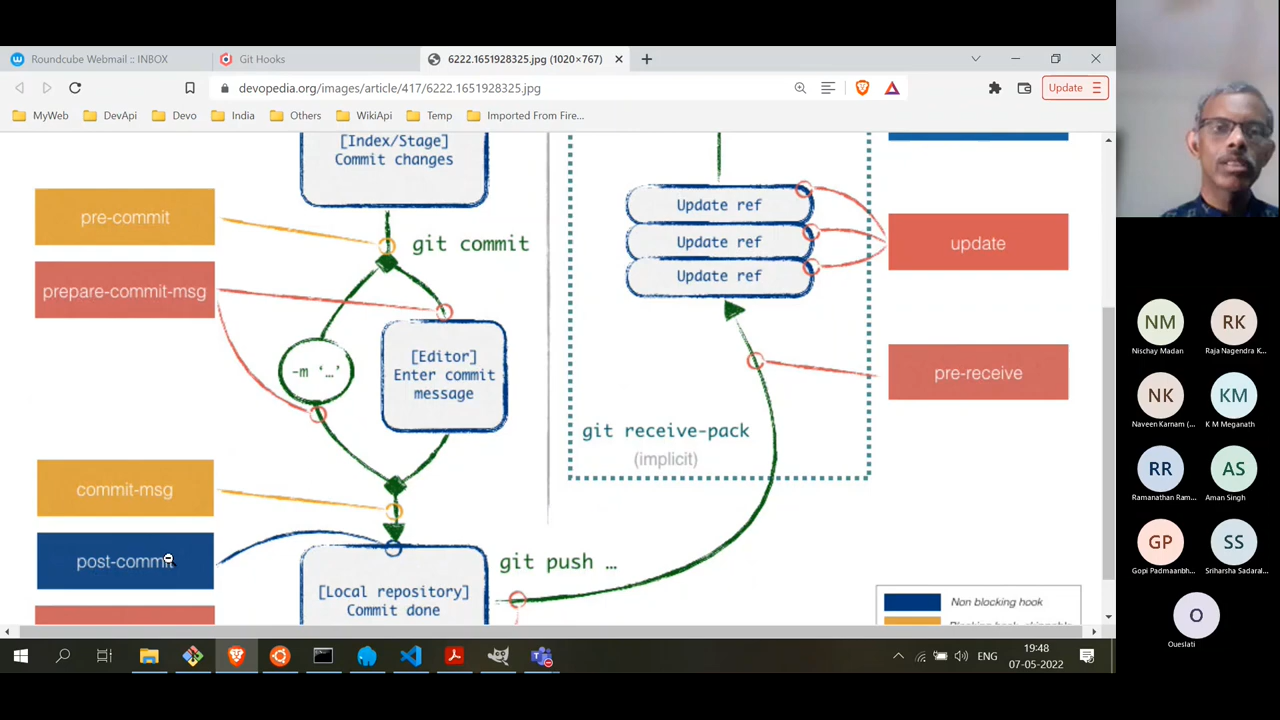 Roundcube Webmail :: INBOX
Git Hooks
6222.1651928325.jpg (1020×767)
devopedia.org/images/article/417/6222.1651928325.jpg
Update
MyWeb
DevApi
Devo
India
Others
WikiApi
Temp
Imported From Fire...
[Index/Stage]
Commit changes
pre-commit
git commit
prepare-commit-msg
-m '…'
[Editor]
Enter commit
message
commit-msg
post-commit
[Local repository]
Commit done
git push …
Update ref
Update ref
Update ref
update
pre-receive
git receive-pack
(implicit)
Non blocking hook
NM
Nischay Madan
RK
Raja Nagendra K...
NK
Naveen Karnam (...
KM
K M Meganath
RR
Ramanathan Ram...
AS
Aman Singh
GP
Gopi Padmaanbh...
SS
Sriharsha Sadaral...
O
Oueslati
ENG
19:48
07-05-2022